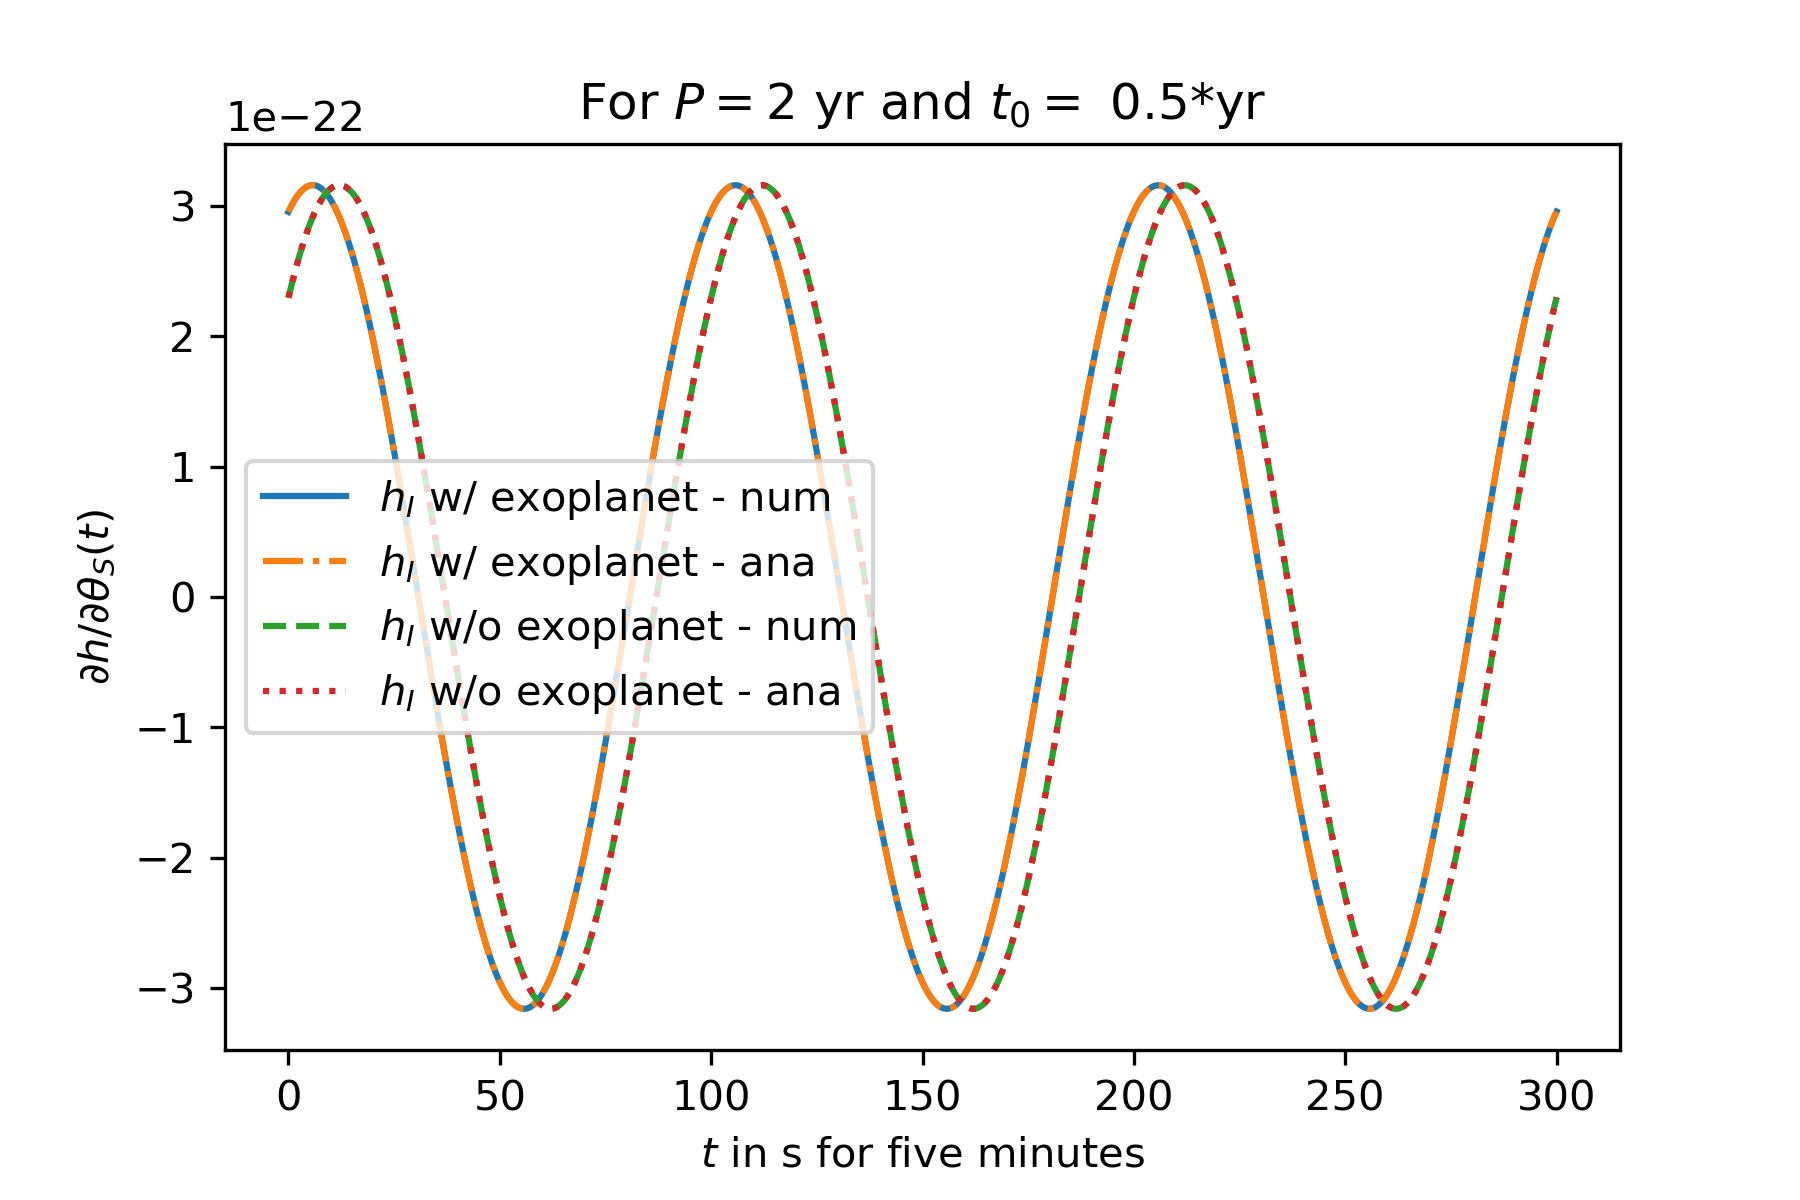 For P = 2 yr and t₀ = 0.5*yr
1e−22
3
2
1
0
−1
−2
−3
∂h/∂θ_S(t)
h_I w/ exoplanet - num
h_I w/ exoplanet - ana
h_I w/o exoplanet - num
h_I w/o exoplanet - ana
0 50 100 150 200 250 300
t in s for five minutes